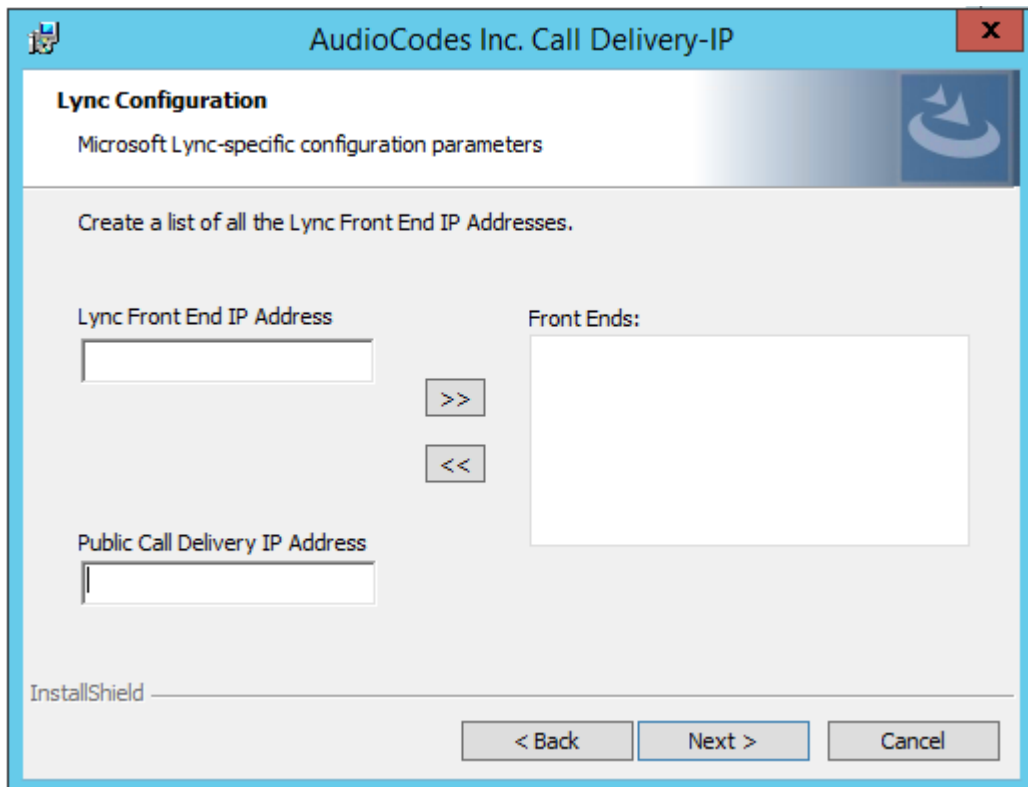 AudioCodes Inc. Call Delivery-IP
x
Lync Configuration
Microsoft Lync-specific configuration parameters
Create a list of all the Lync Front End IP Addresses.
Lync Front End IP Address
Front Ends:
>>
<<
Public Call Delivery IP Address
InstallShield
< Back
Next >
Cancel